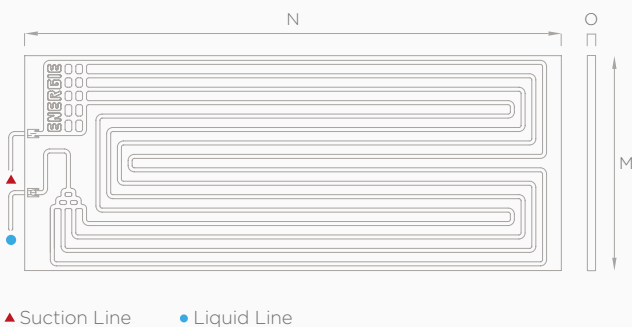 N
O
ENERGIE
M
Suction Line
Liquid Line